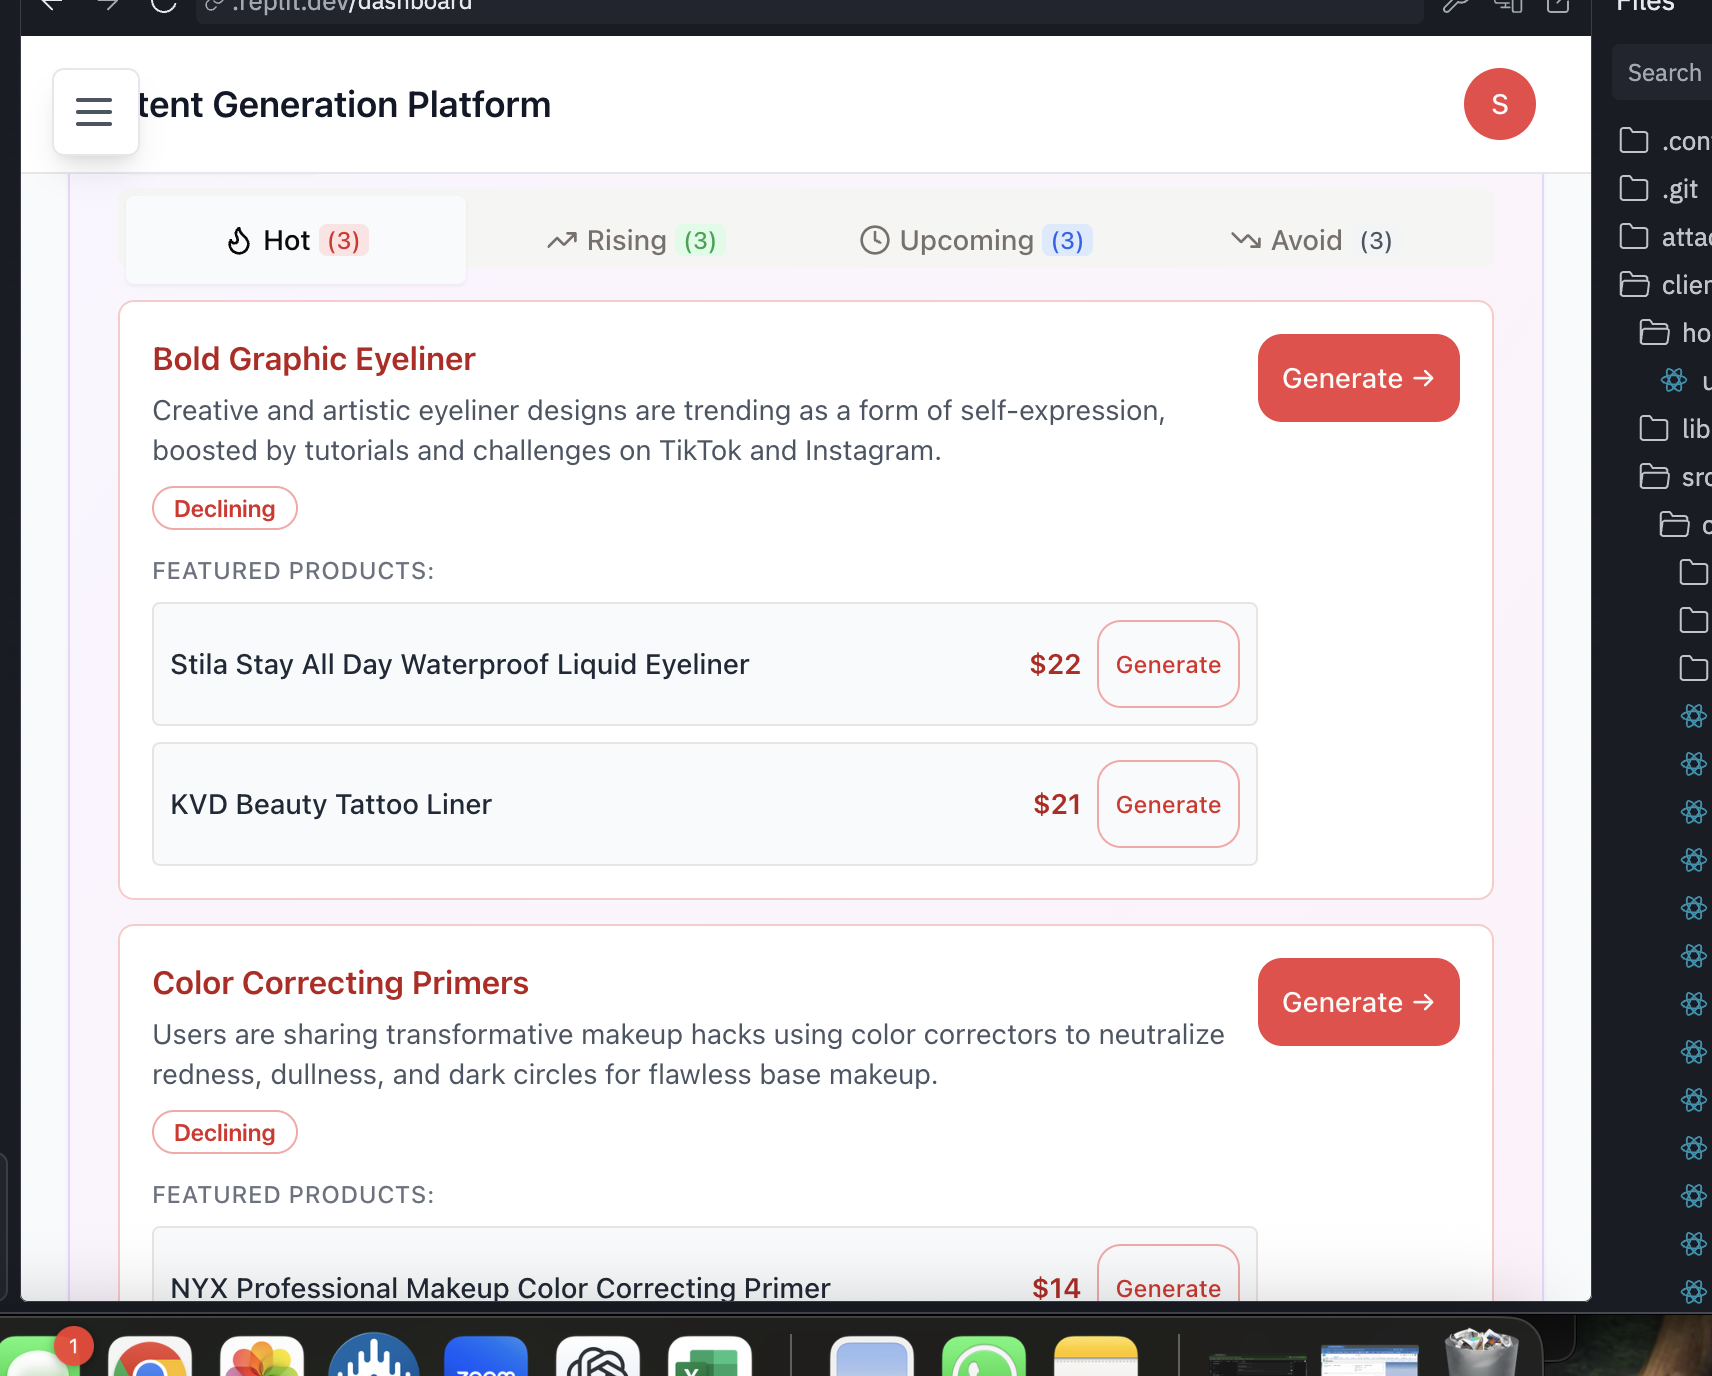 .replit.dev/dashboard
Files
Search
tent Generation Platform
S
Hot (3)
Rising (3)
Upcoming (3)
Avoid (3)
Bold Graphic Eyeliner
Generate →
Creative and artistic eyeliner designs are trending as a form of self-expression,
boosted by tutorials and challenges on TikTok and Instagram.
Declining
FEATURED PRODUCTS:
Stila Stay All Day Waterproof Liquid Eyeliner
$22
Generate
KVD Beauty Tattoo Liner
$21
Generate
Color Correcting Primers
Generate →
Users are sharing transformative makeup hacks using color correctors to neutralize
redness, dullness, and dark circles for flawless base makeup.
Declining
FEATURED PRODUCTS:
NYX Professional Makeup Color Correcting Primer
$14
Generate
.con
.git
attac
clien
ho
lib
src
1
zoom
X